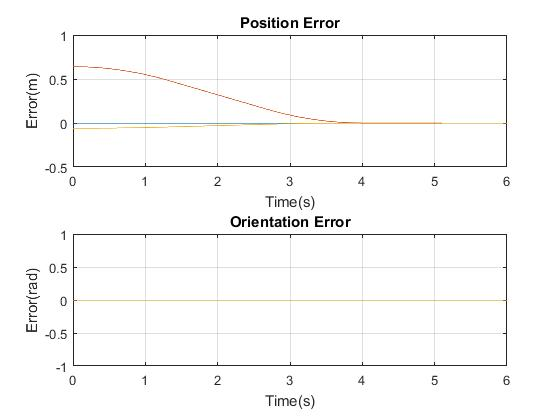 Position Error
1
0.5
0
-0.5
Error(m)
0 1 2 3 4 5 6
Time(s)
Orientation Error
1
0.5
0
-0.5
-1
Error(rad)
0 1 2 3 4 5 6
Time(s)